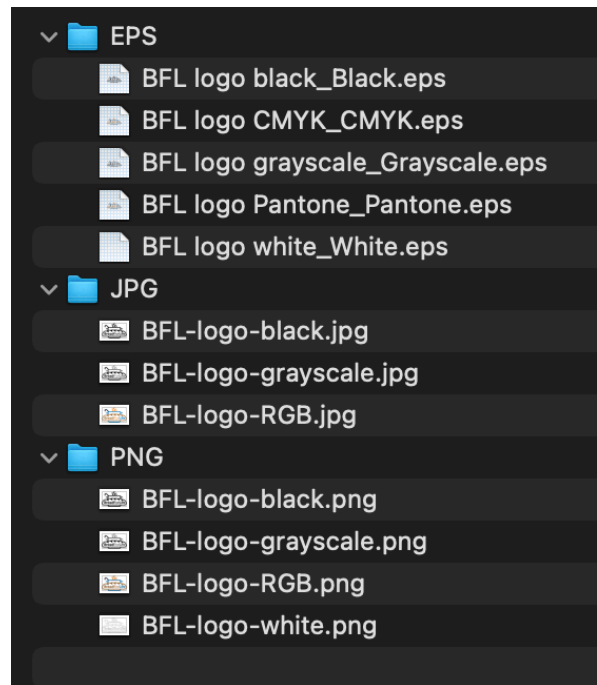 EPS
BFL logo black_Black.eps
BFL logo CMYK_CMYK.eps
BFL logo grayscale_Grayscale.eps
BFL logo Pantone_Pantone.eps
BFL logo white_White.eps
JPG
BFL-logo-black.jpg
BFL-logo-grayscale.jpg
BFL-logo-RGB.jpg
PNG
BFL-logo-black.png
BFL-logo-grayscale.png
BFL-logo-RGB.png
BFL-logo-white.png